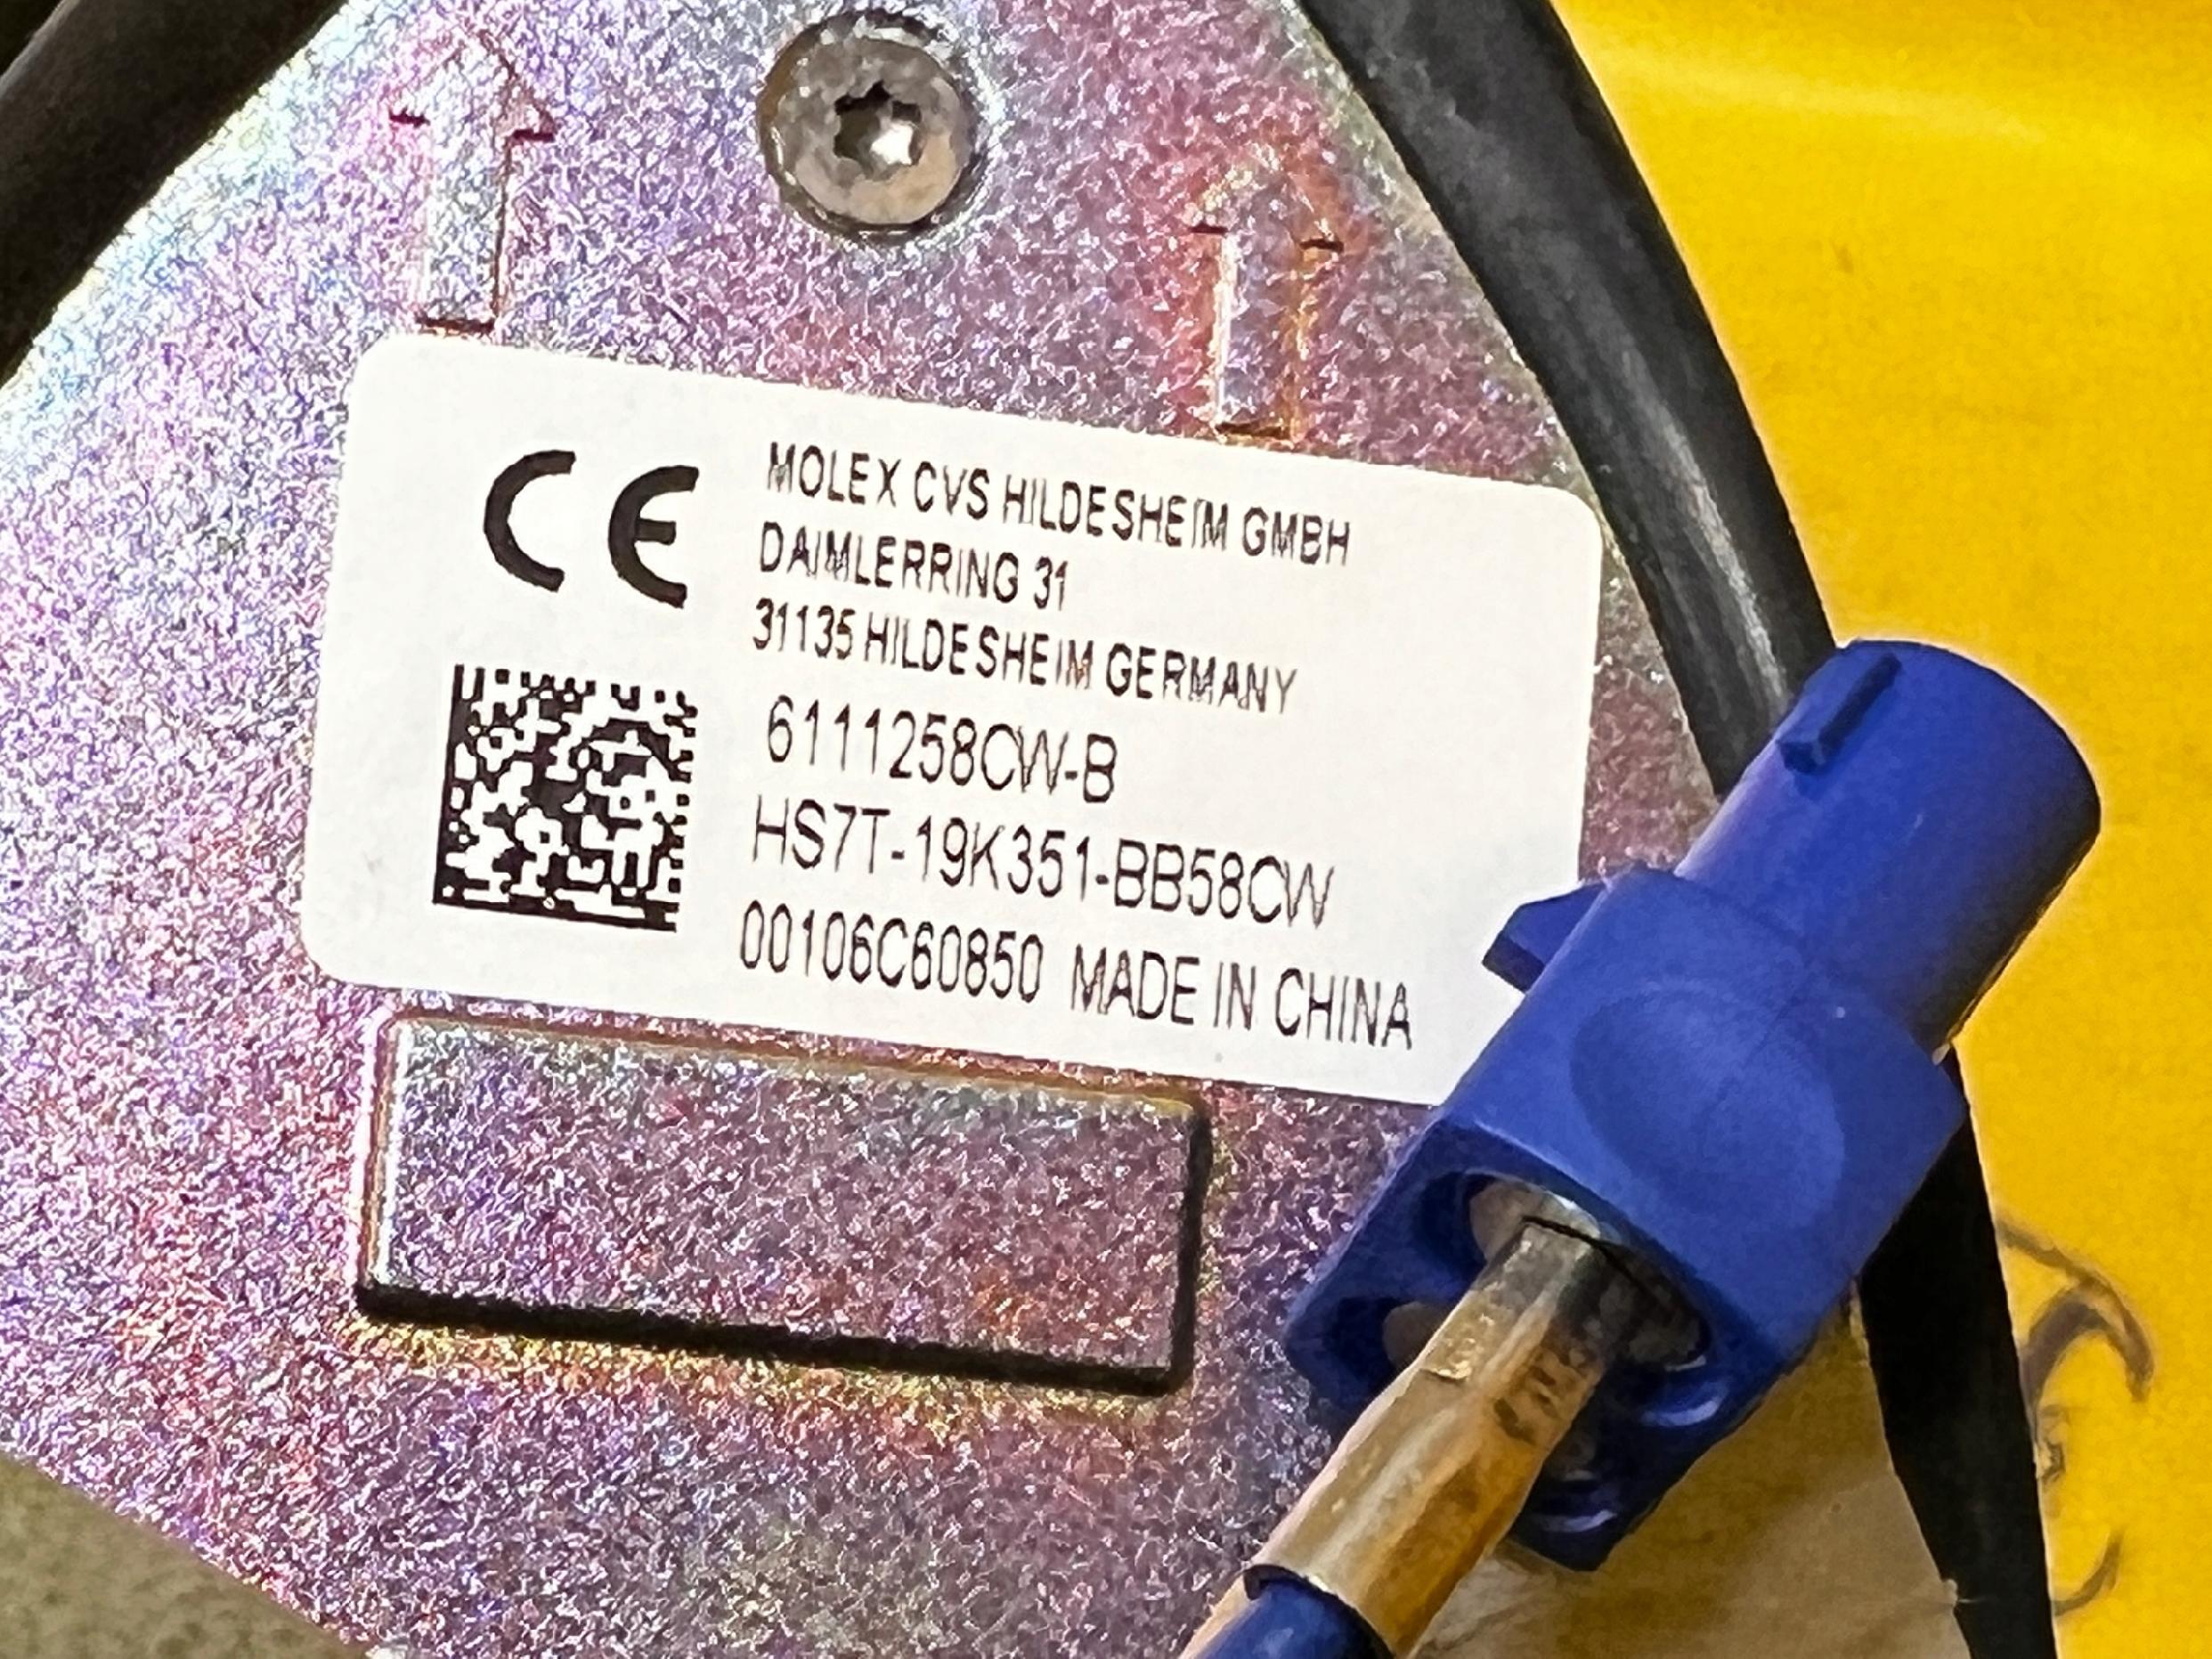 CE
MOLEX CVS HILDESHEIM GMBH
DAIMLERRING 31
31135 HILDESHEIM GERMANY
6111258CW-B
HS7T-19K351-BB58CW
00106C60850 MADE IN CHINA